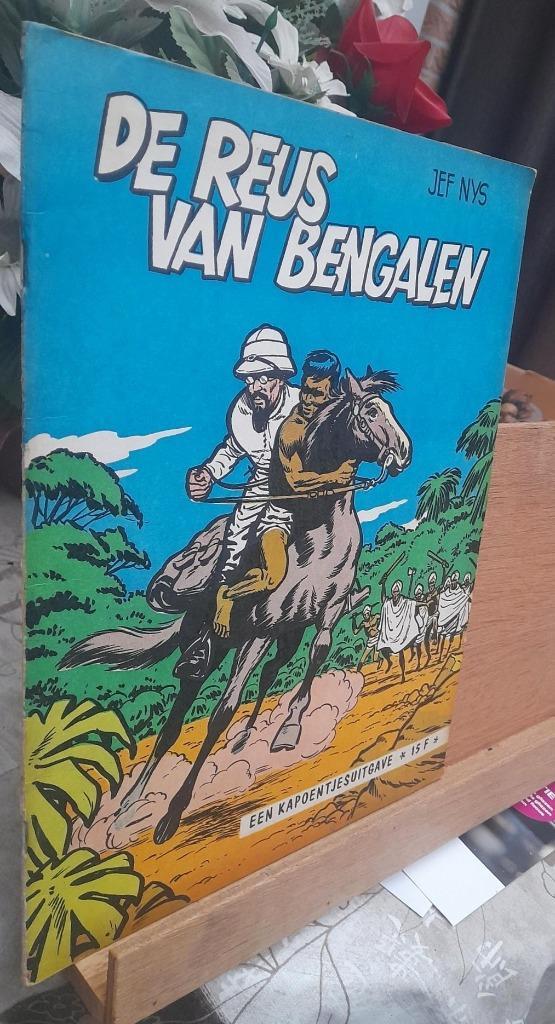 DE REUS
VAN BENGALEN
JEF NYS
EEN KAPOENTJESUITGAVE * 15 F *